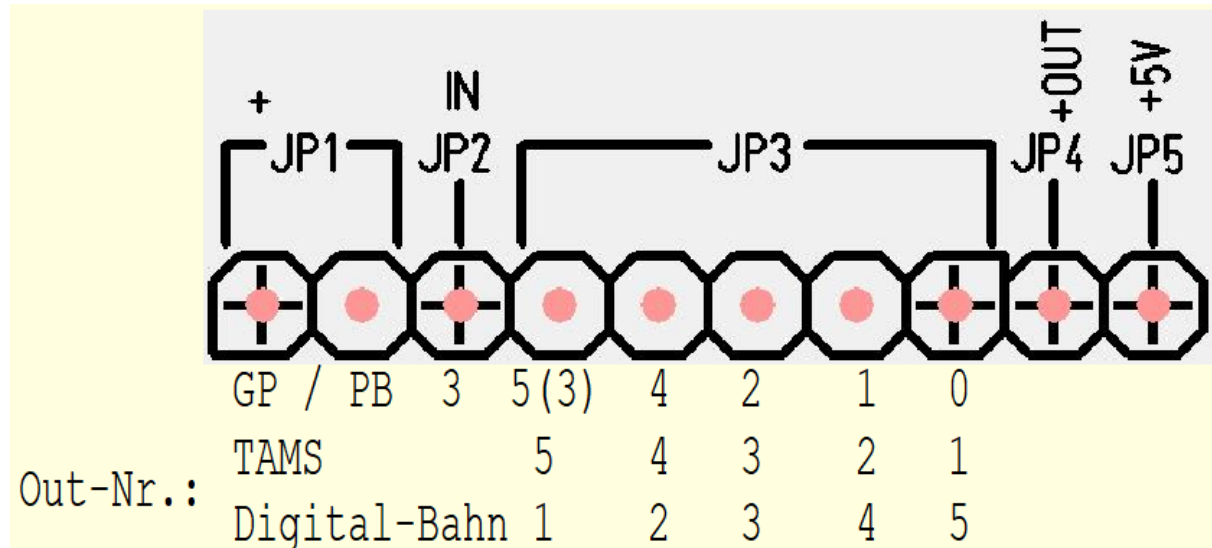 + IN +OUT +5V
JP1 JP2 JP3 JP4 JP5
GP / PB 3 5(3) 4 2 1 0
TAMS 5 4 3 2 1
Out-Nr.:
Digital-Bahn 1 2 3 4 5